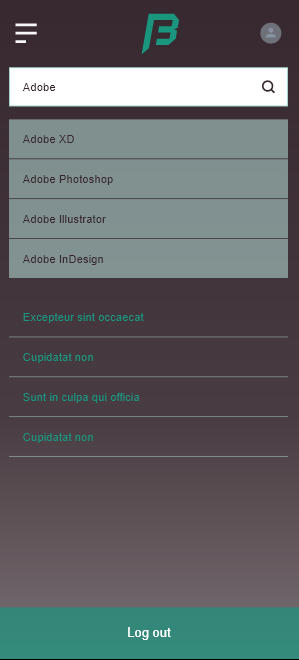 Adobe
Adobe XD
Adobe Photoshop
Adobe Illustrator
Adobe InDesign
Excepteur sint occaecat
Cupidatat non
Sunt in culpa qui officia
Cupidatat non
Log out